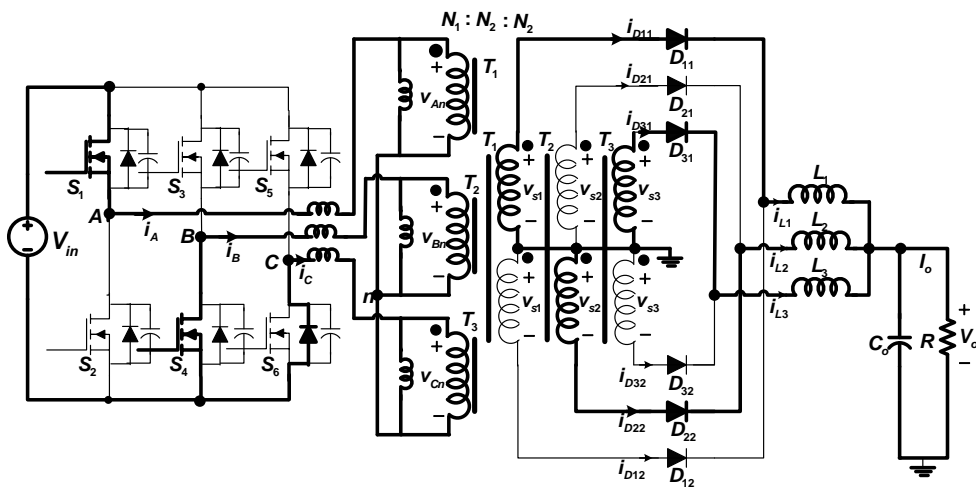 N1 : N2 : N2
iD11
D11
iD21
D21
iD31
D31
T1
+
vAn
−
S1
S3
S5
A
iA
B
iB
C
iC
Vin
+
−
T2
+
vBn
−
n
T3
+
vCn
−
S2
S4
S6
T1
T2
T3
+
vs1
−
+
vs2
−
+
vs3
−
+
vs1
−
+
vs2
−
+
vs3
−
iD32
D32
iD22
D22
iD12
D12
L1
iL1
L2
iL2
L3
iL3
Io
Co
R
+
Vo
−